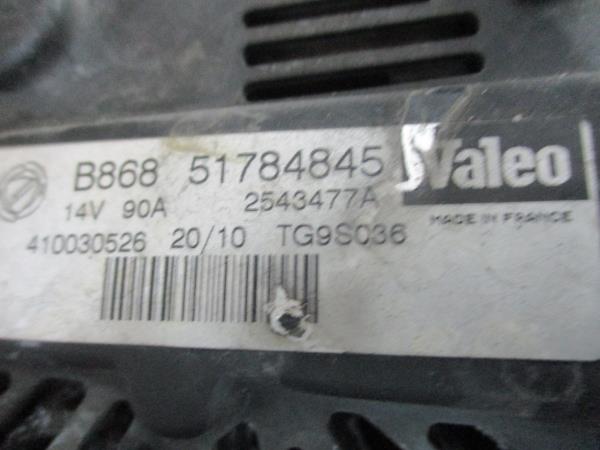 B868 51784845 Valeo
14V 90A 2543477A MADE IN FRANCE
410030526 20/10 TG9S036